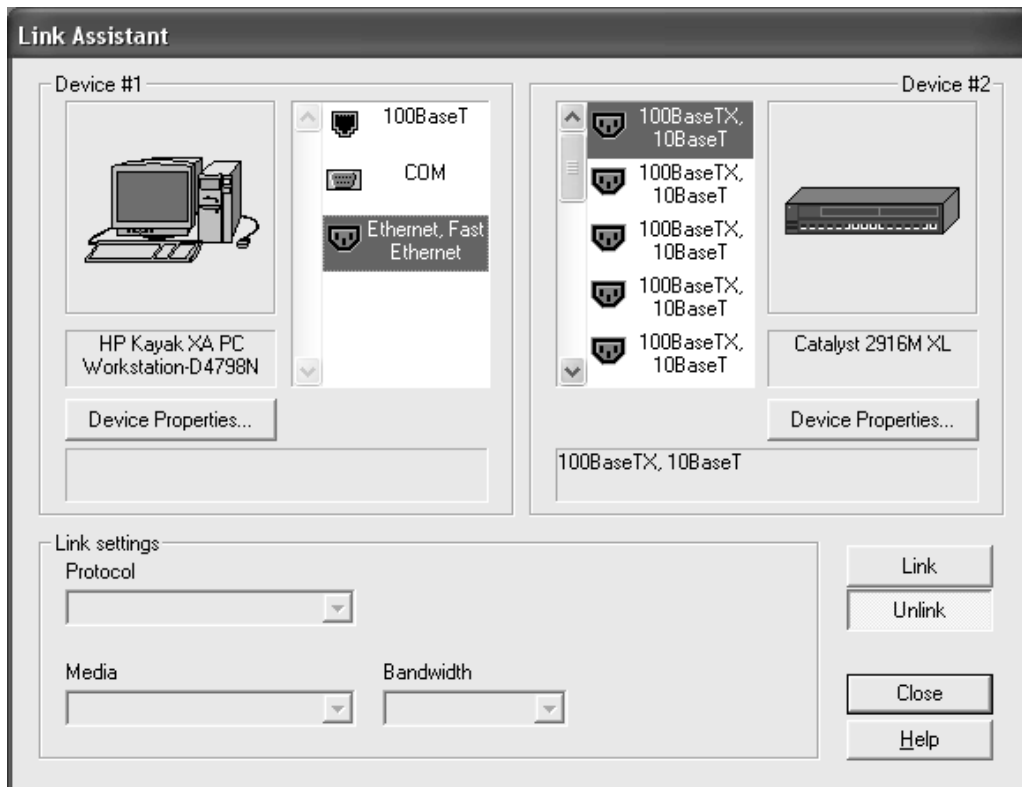 Link Assistant
Device #1
100BaseT
COM
Ethernet, Fast
Ethernet
HP Kayak XA PC
Workstation-D4798N
Device Properties...
Device #2
100BaseTX,
10BaseT
100BaseTX,
10BaseT
100BaseTX,
10BaseT
100BaseTX,
10BaseT
100BaseTX,
10BaseT
Catalyst 2916M XL
Device Properties...
100BaseTX, 10BaseT
Link settings
Protocol
Media
Bandwidth
Link
Unlink
Close
Help